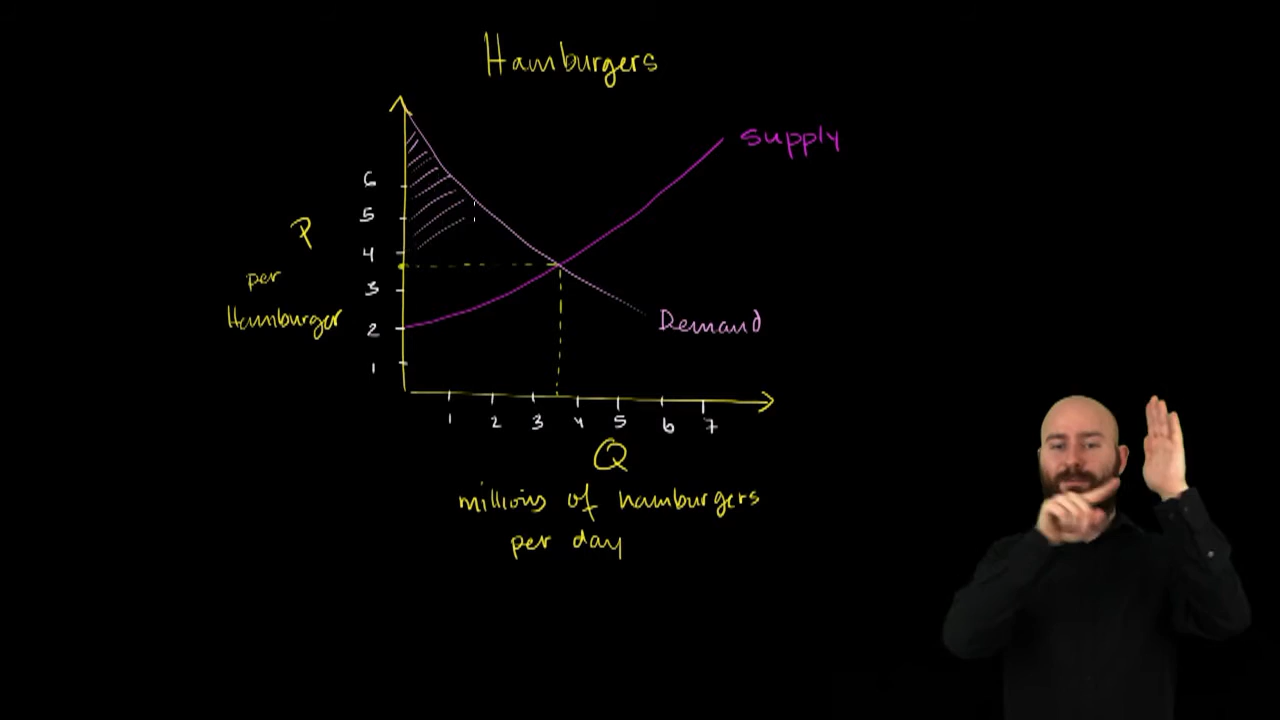 Hamburgers
supply
6
5
P
4
per
3
Hamburger
2
Demand
1
1 2 3 4 5 6 7
Q
millions of hamburgers
per day